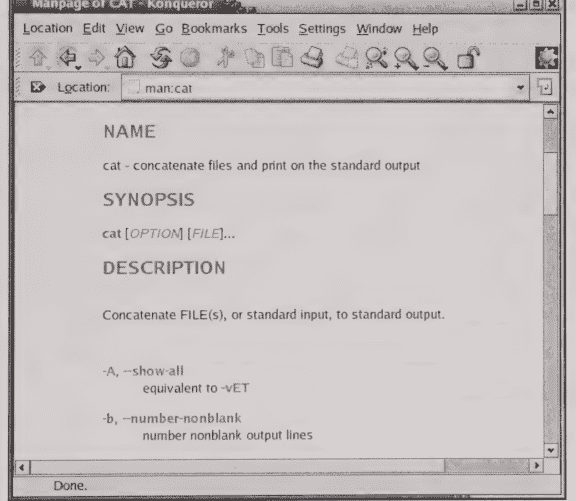 Manpage of CAT - Konqueror
Location Edit View Go Bookmarks Tools Settings Window Help
Location: man:cat
NAME
cat - concatenate files and print on the standard output
SYNOPSIS
cat [OPTION] [FILE]...
DESCRIPTION
Concatenate FILE(s), or standard input, to standard output.
-A, --show-all
equivalent to -vET
-b, --number-nonblank
number nonblank output lines
Done.